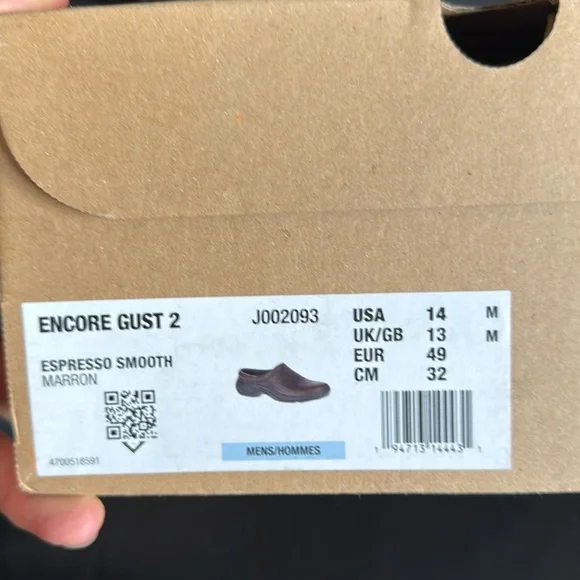 ENCORE GUST 2
J002093
ESPRESSO SMOOTH
MARRON
4700518591
MENS/HOMMES
USA 14 M
UK/GB 13 M
EUR 49
CM 32
1 94713 14443 1